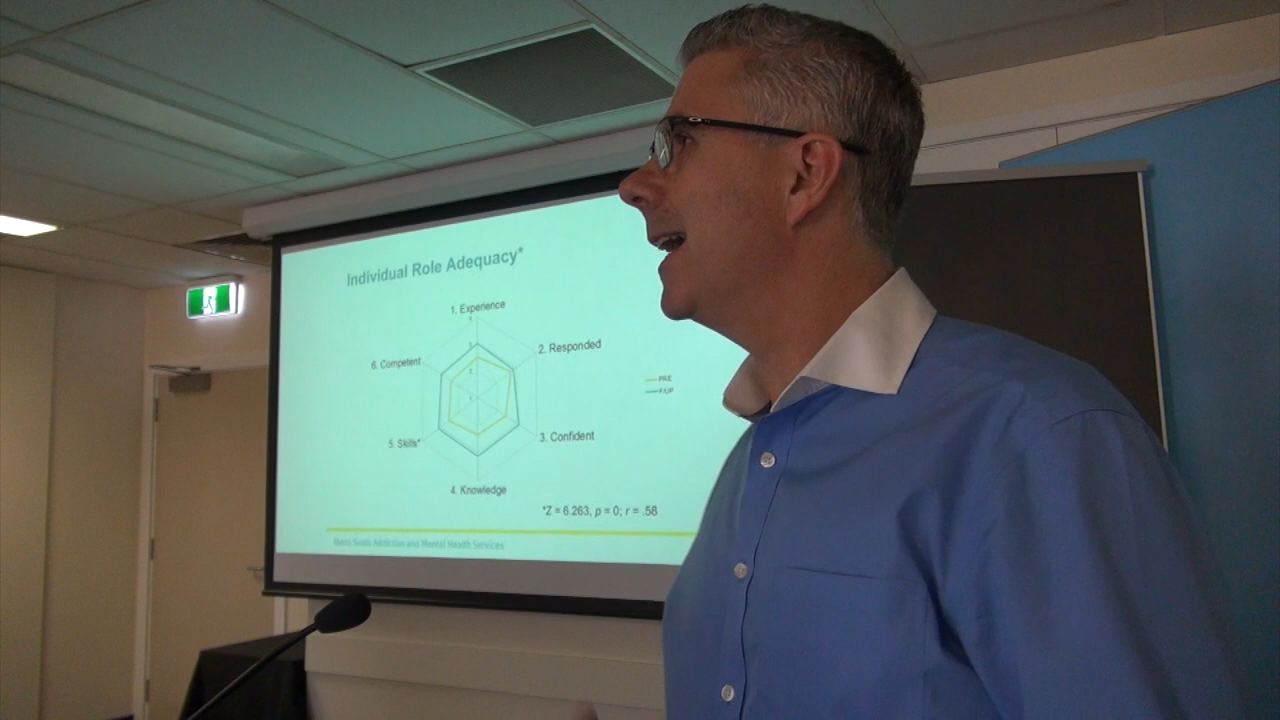 Individual Role Adequacy*
1. Experience
2. Responded
6. Competent
PRE
F/UP
3. Confident
5. Skills*
4. Knowledge
*Z = 6.263, p = 0; r = .58
Metro South Addiction and Mental Health Services